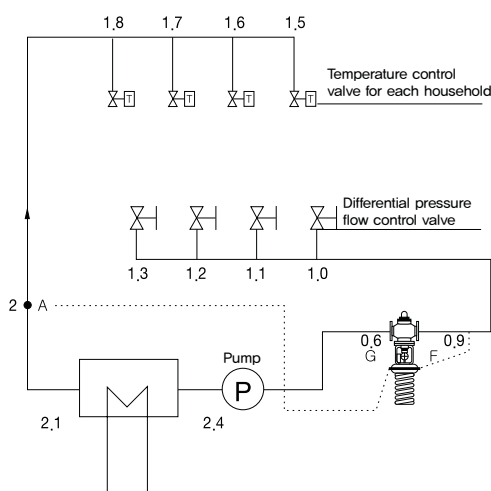 1.8 1.7 1.6 1.5
T T T T
Temperature control
valve for each household
Differential pressure
flow control valve
1.3 1.2 1.1 1.0
2 A
0.6 0.9
G F
Pump
P
2.1 2.4